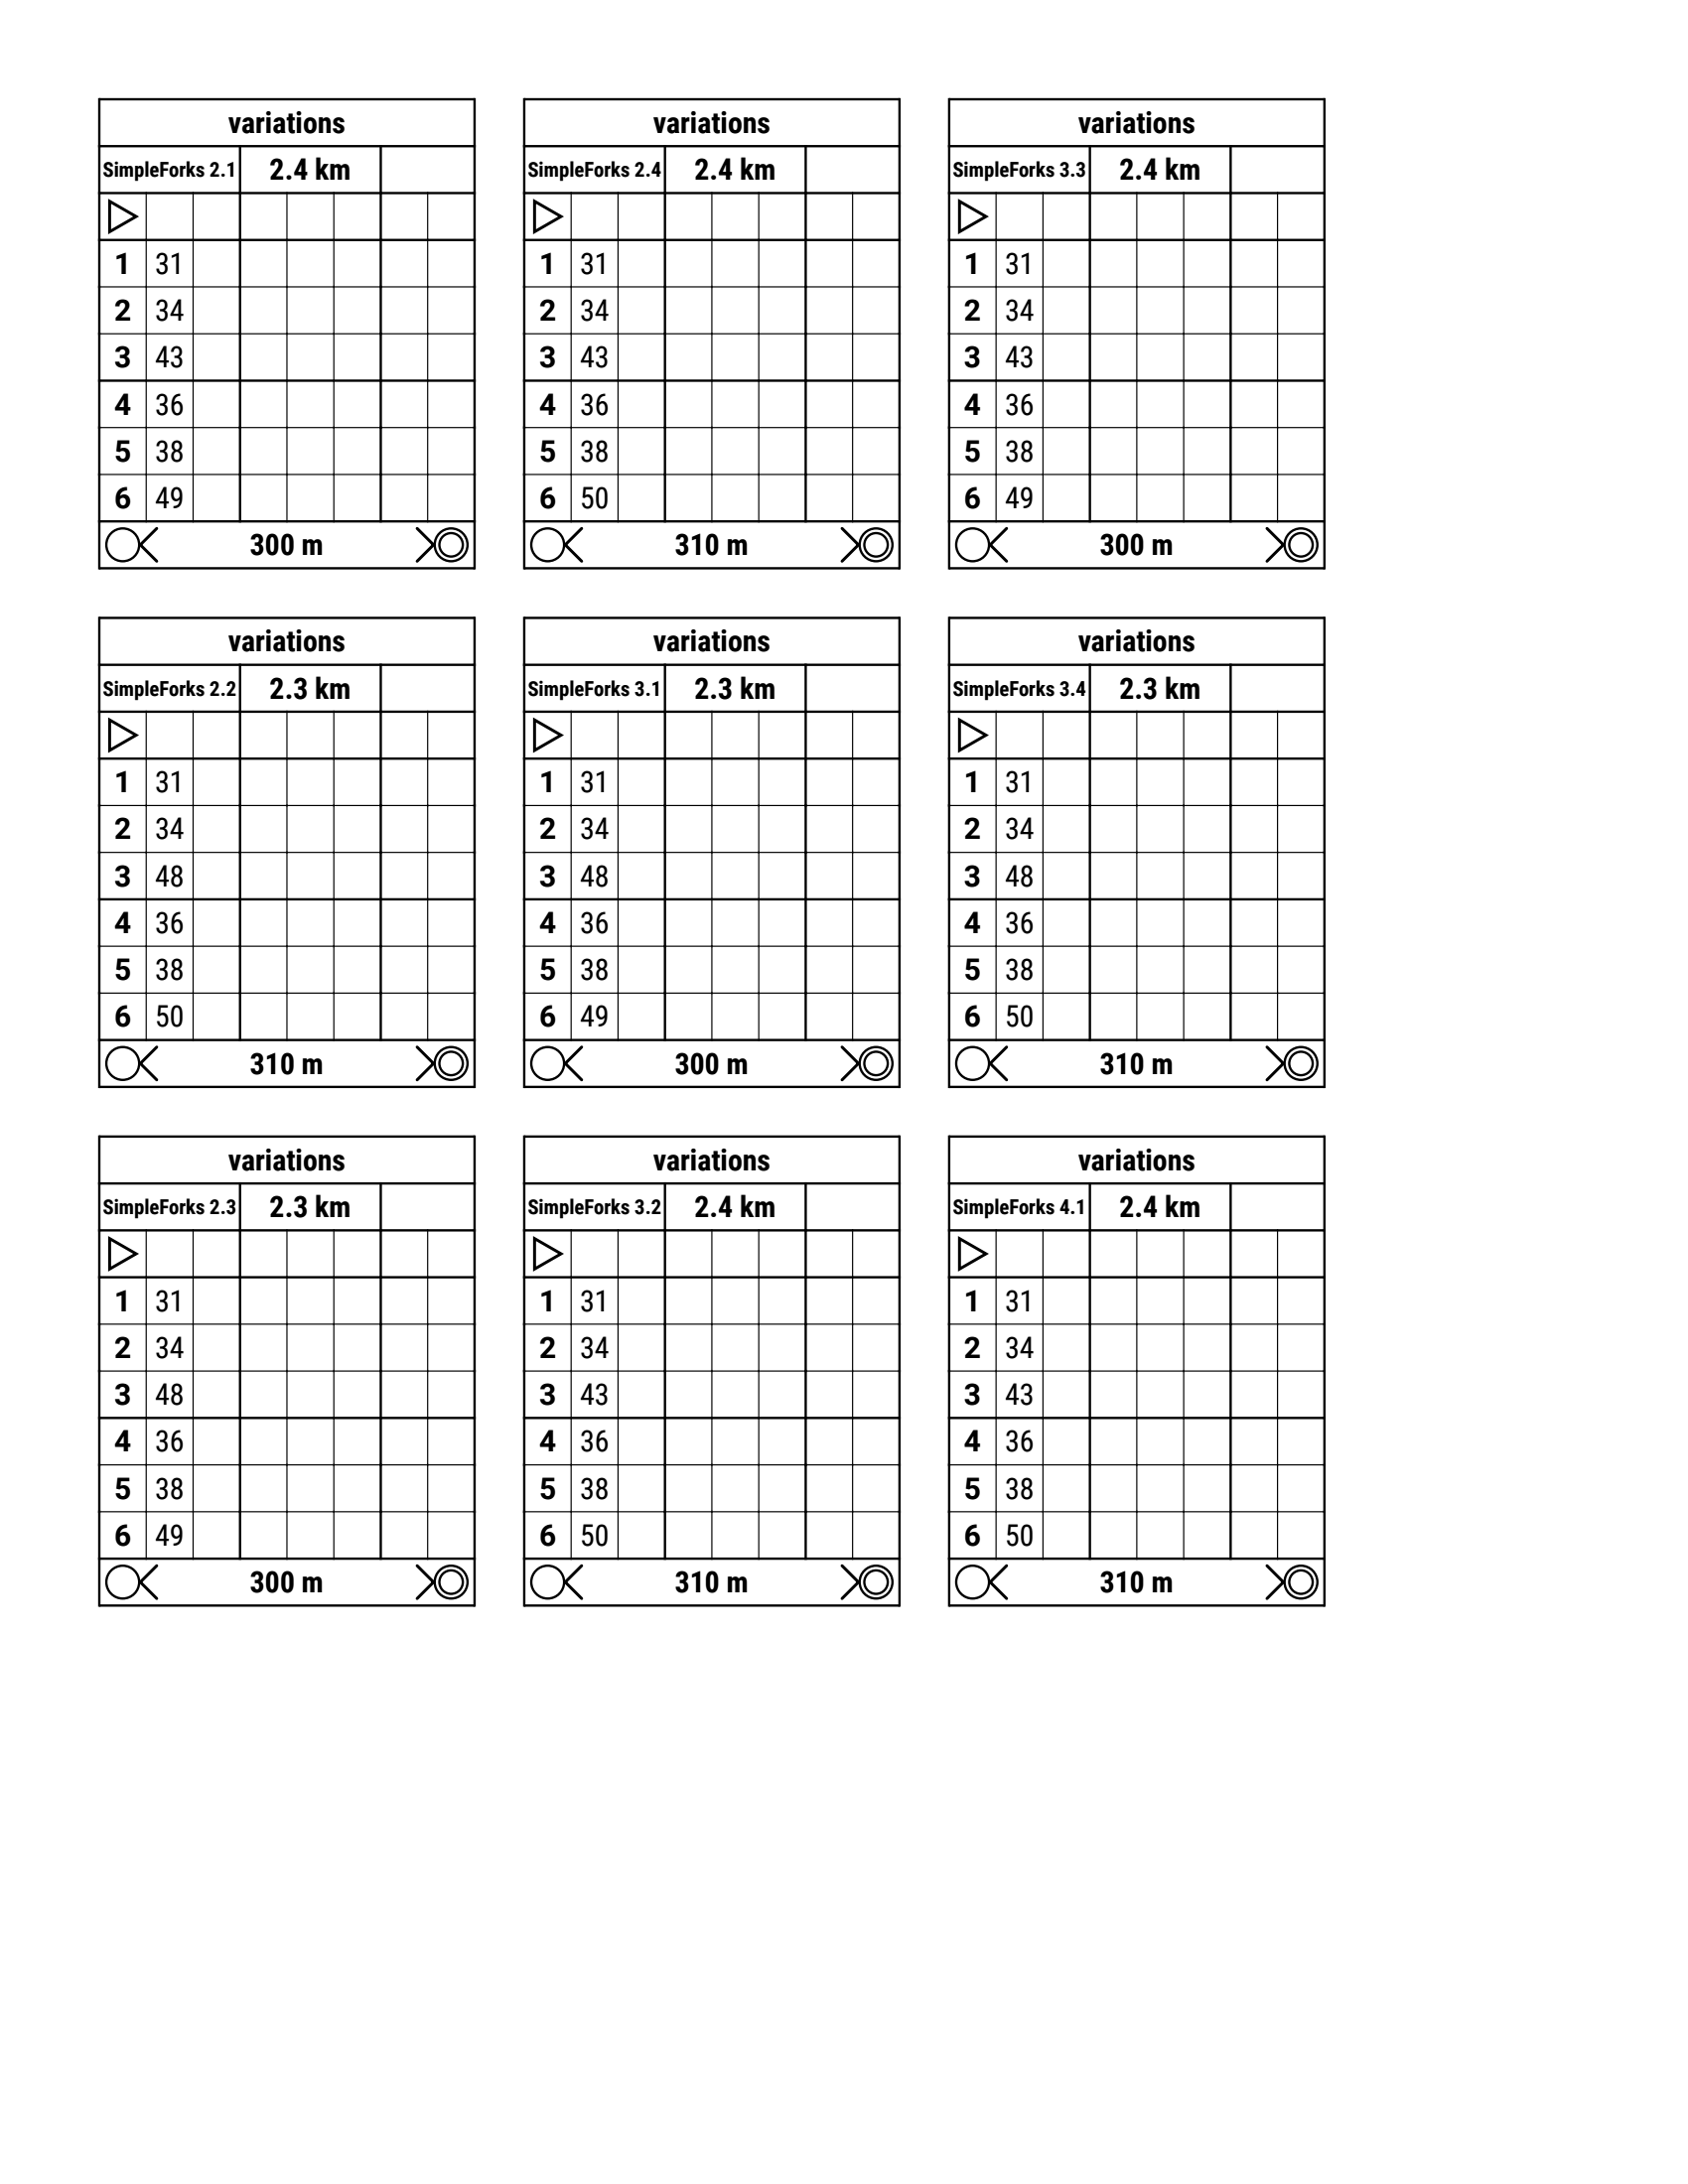 variations
SimpleForks 2.1 2.4 km
1 31
2 34
3 43
4 36
5 38
6 49
300 m
variations
SimpleForks 2.2 2.3 km
1 31
2 34
3 48
4 36
5 38
6 50
310 m
variations
SimpleForks 2.3 2.3 km
1 31
2 34
3 48
4 36
5 38
6 49
300 m
variations
SimpleForks 2.4 2.4 km
1 31
2 34
3 43
4 36
5 38
6 50
310 m
variations
SimpleForks 3.1 2.3 km
1 31
2 34
3 48
4 36
5 38
6 49
300 m
variations
SimpleForks 3.2 2.4 km
1 31
2 34
3 43
4 36
5 38
6 50
310 m
variations
SimpleForks 3.3 2.4 km
1 31
2 34
3 43
4 36
5 38
6 49
300 m
variations
SimpleForks 3.4 2.3 km
1 31
2 34
3 48
4 36
5 38
6 50
310 m
variations
SimpleForks 4.1 2.4 km
1 31
2 34
3 43
4 36
5 38
6 50
310 m